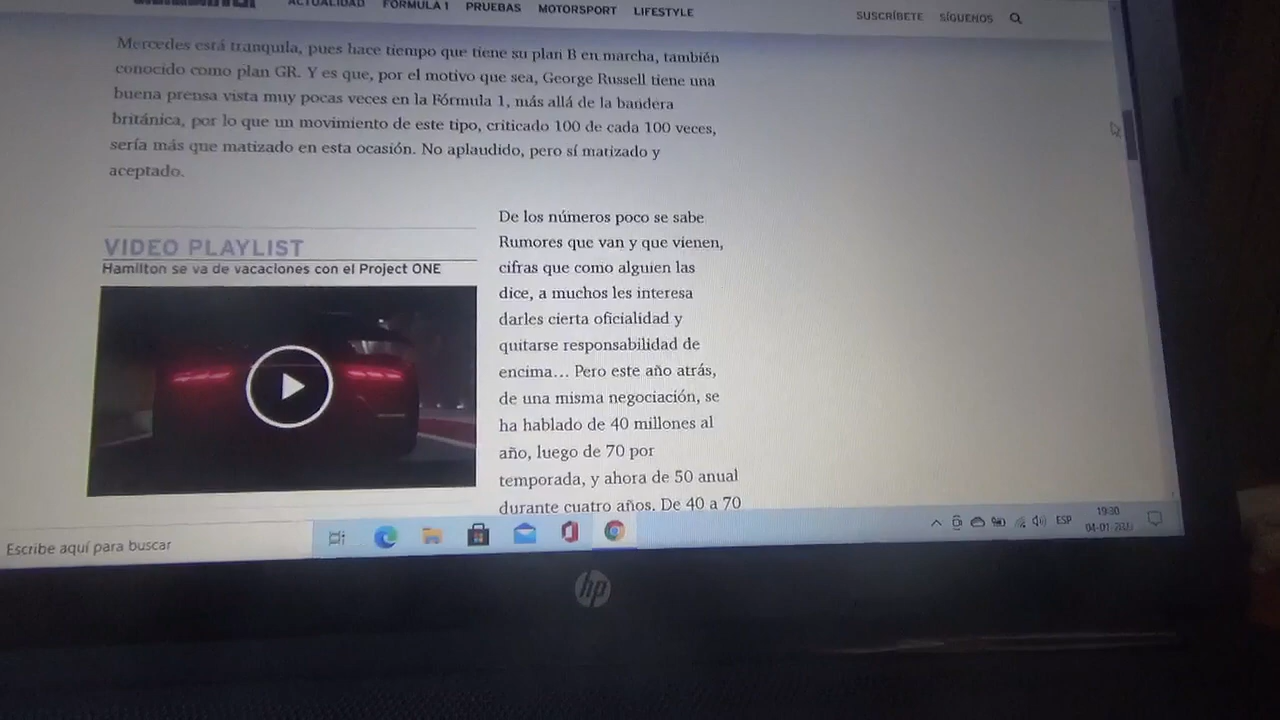 ACTUALIDAD FÓRMULA 1 PRUEBAS MOTORSPORT LIFESTYLE SUSCRÍBETE SÍGUENOS
Mercedes está tranquila, pues hace tiempo que tiene su plan B en marcha, también
conocido como plan GR. Y es que, por el motivo que sea, George Russell tiene una
buena prensa vista muy pocas veces en la Fórmula 1, más allá de la bandera
británica, por lo que un movimiento de este tipo, criticado 100 de cada 100 veces,
sería más que matizado en esta ocasión. No aplaudido, pero sí matizado y
aceptado.
VIDEO PLAYLIST
Hamilton se va de vacaciones con el Project ONE
De los números poco se sabe
Rumores que van y que vienen,
cifras que como alguien las
dice, a muchos les interesa
darles cierta oficialidad y
quitarse responsabilidad de
encima... Pero este año atrás,
de una misma negociación, se
ha hablado de 40 millones al
año, luego de 70 por
temporada, y ahora de 50 anual
durante cuatro años. De 40 a 70
Escribe aquí para buscar
ESP
19:30
hp